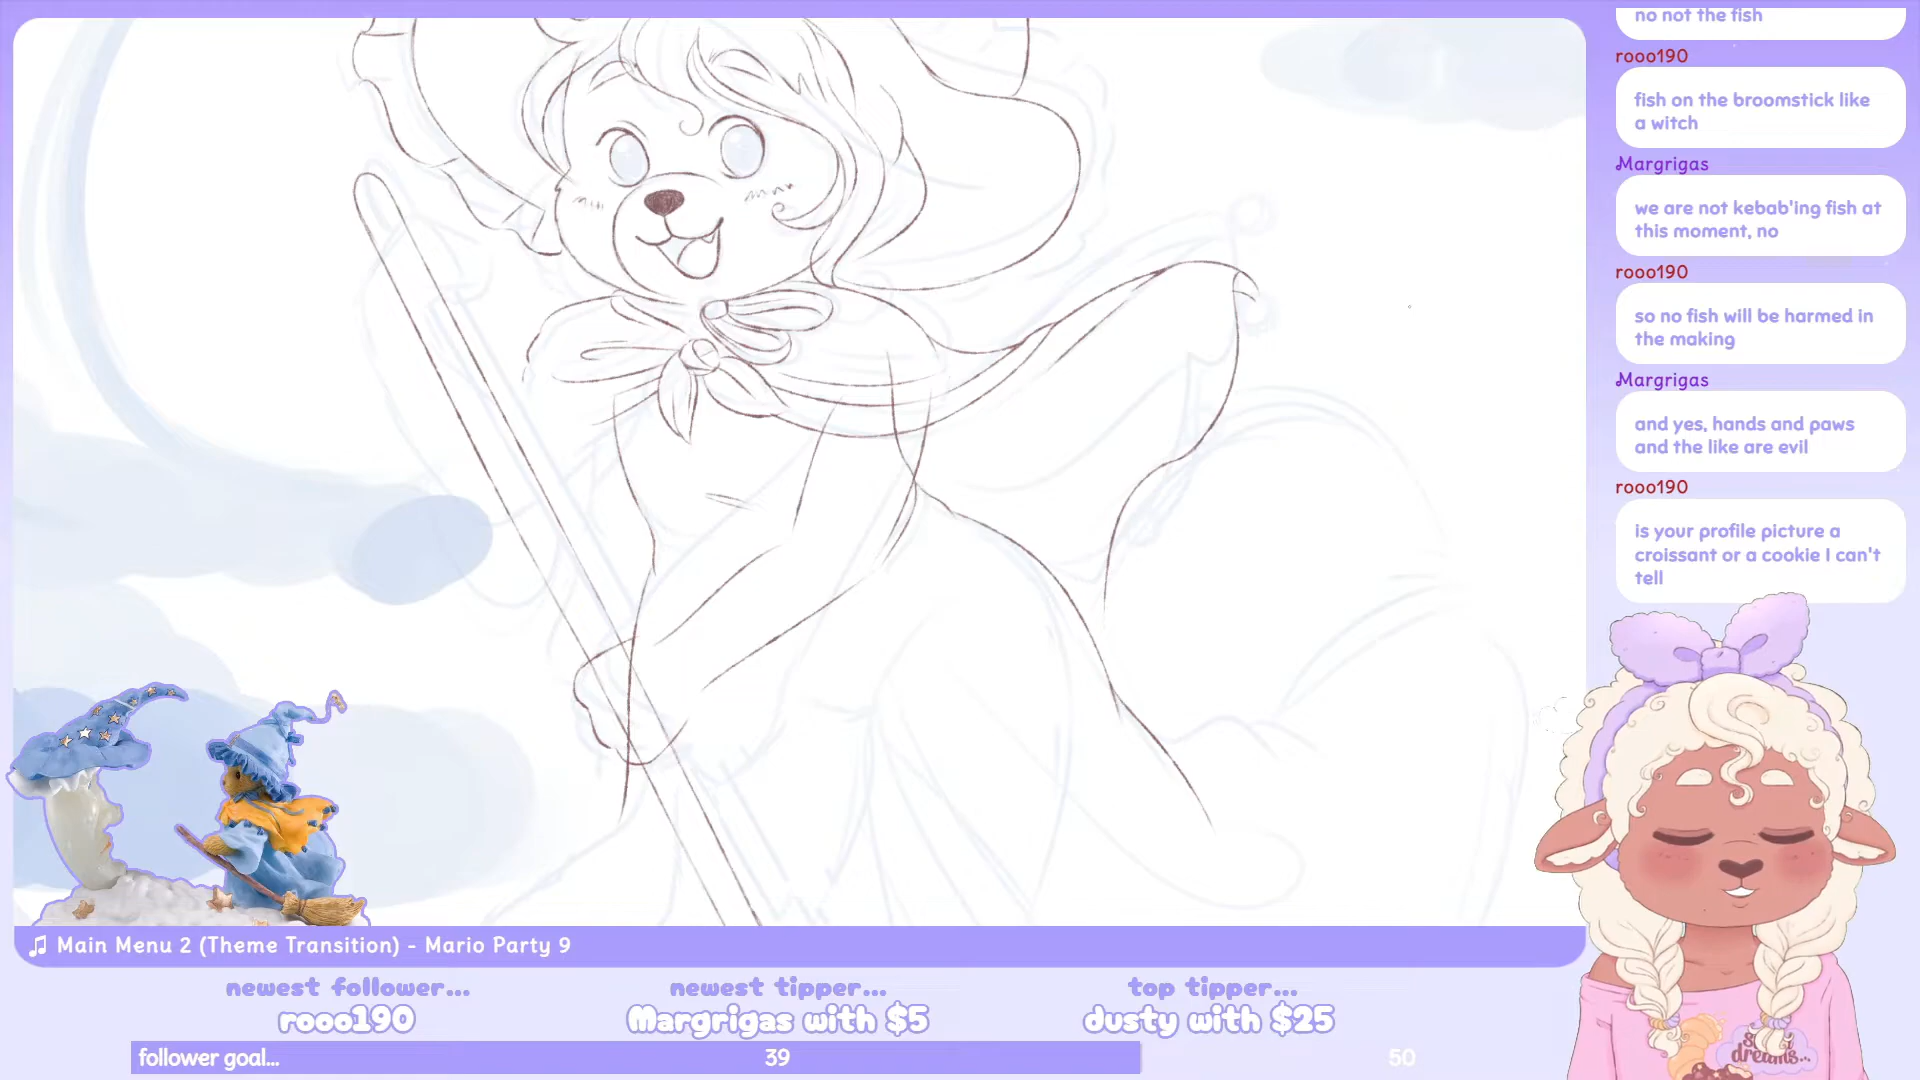 no not the fish
rooo190
fish on the broomstick like
a witch
Margrigas
we are not kebab'ing fish at
this moment, no
rooo190
so no fish will be harmed in
the making
Margrigas
and yes, hands and paws
and the like are evil
rooo190
is your profile picture a
croissant or a cookie I can't
tell
Main Menu 2 (Theme Transition) - Mario Party 9
newest follower...
rooo190
newest tipper...
Margrigas with $5
top tipper...
dusty with $25
follower goal...
39
50
dreams...